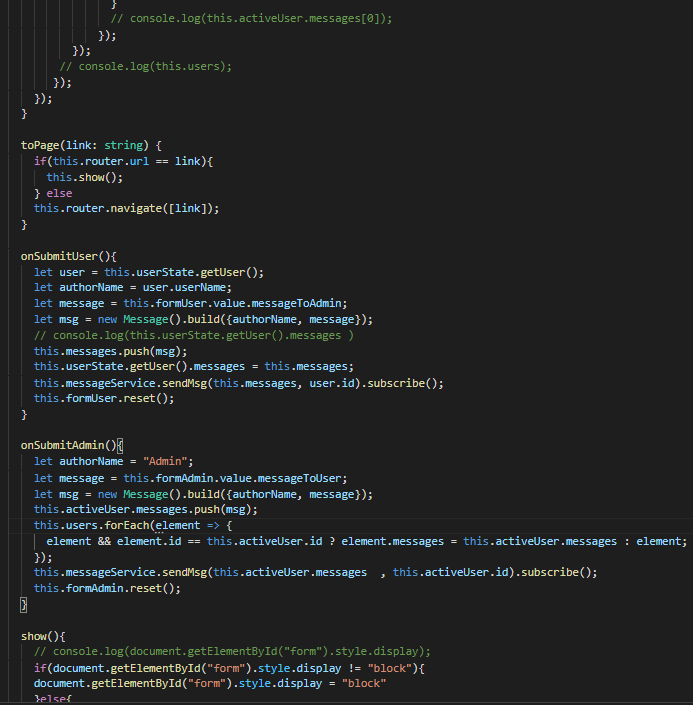 }
// console.log(this.activeUser.messages[0]);
});
});
// console.log(this.users);
});
});
}
toPage(link: string) {
if(this.router.url == link){
this.show();
} else
this.router.navigate([link]);
}
onSubmitUser(){
let user = this.userState.getUser();
let authorName = user.userName;
let message = this.formUser.value.messageToAdmin;
let msg = new Message().build({authorName, message});
// console.log(this.userState.getUser().messages )
this.messages.push(msg);
this.userState.getUser().messages = this.messages;
this.messageService.sendMsg(this.messages, user.id).subscribe();
this.formUser.reset();
}
onSubmitAdmin(){
let authorName = "Admin";
let message = this.formAdmin.value.messageToUser;
let msg = new Message().build({authorName, message});
this.activeUser.messages.push(msg);
this.users.forEach(element => {
element && element.id == this.activeUser.id ? element.messages = this.activeUser.messages : element;
});
this.messageService.sendMsg(this.activeUser.messages  , this.activeUser.id).subscribe();
this.formAdmin.reset();
}
show(){
// console.log(document.getElementById("form").style.display);
if(document.getElementById("form").style.display != "block"){
document.getElementById("form").style.display = "block"
}else{